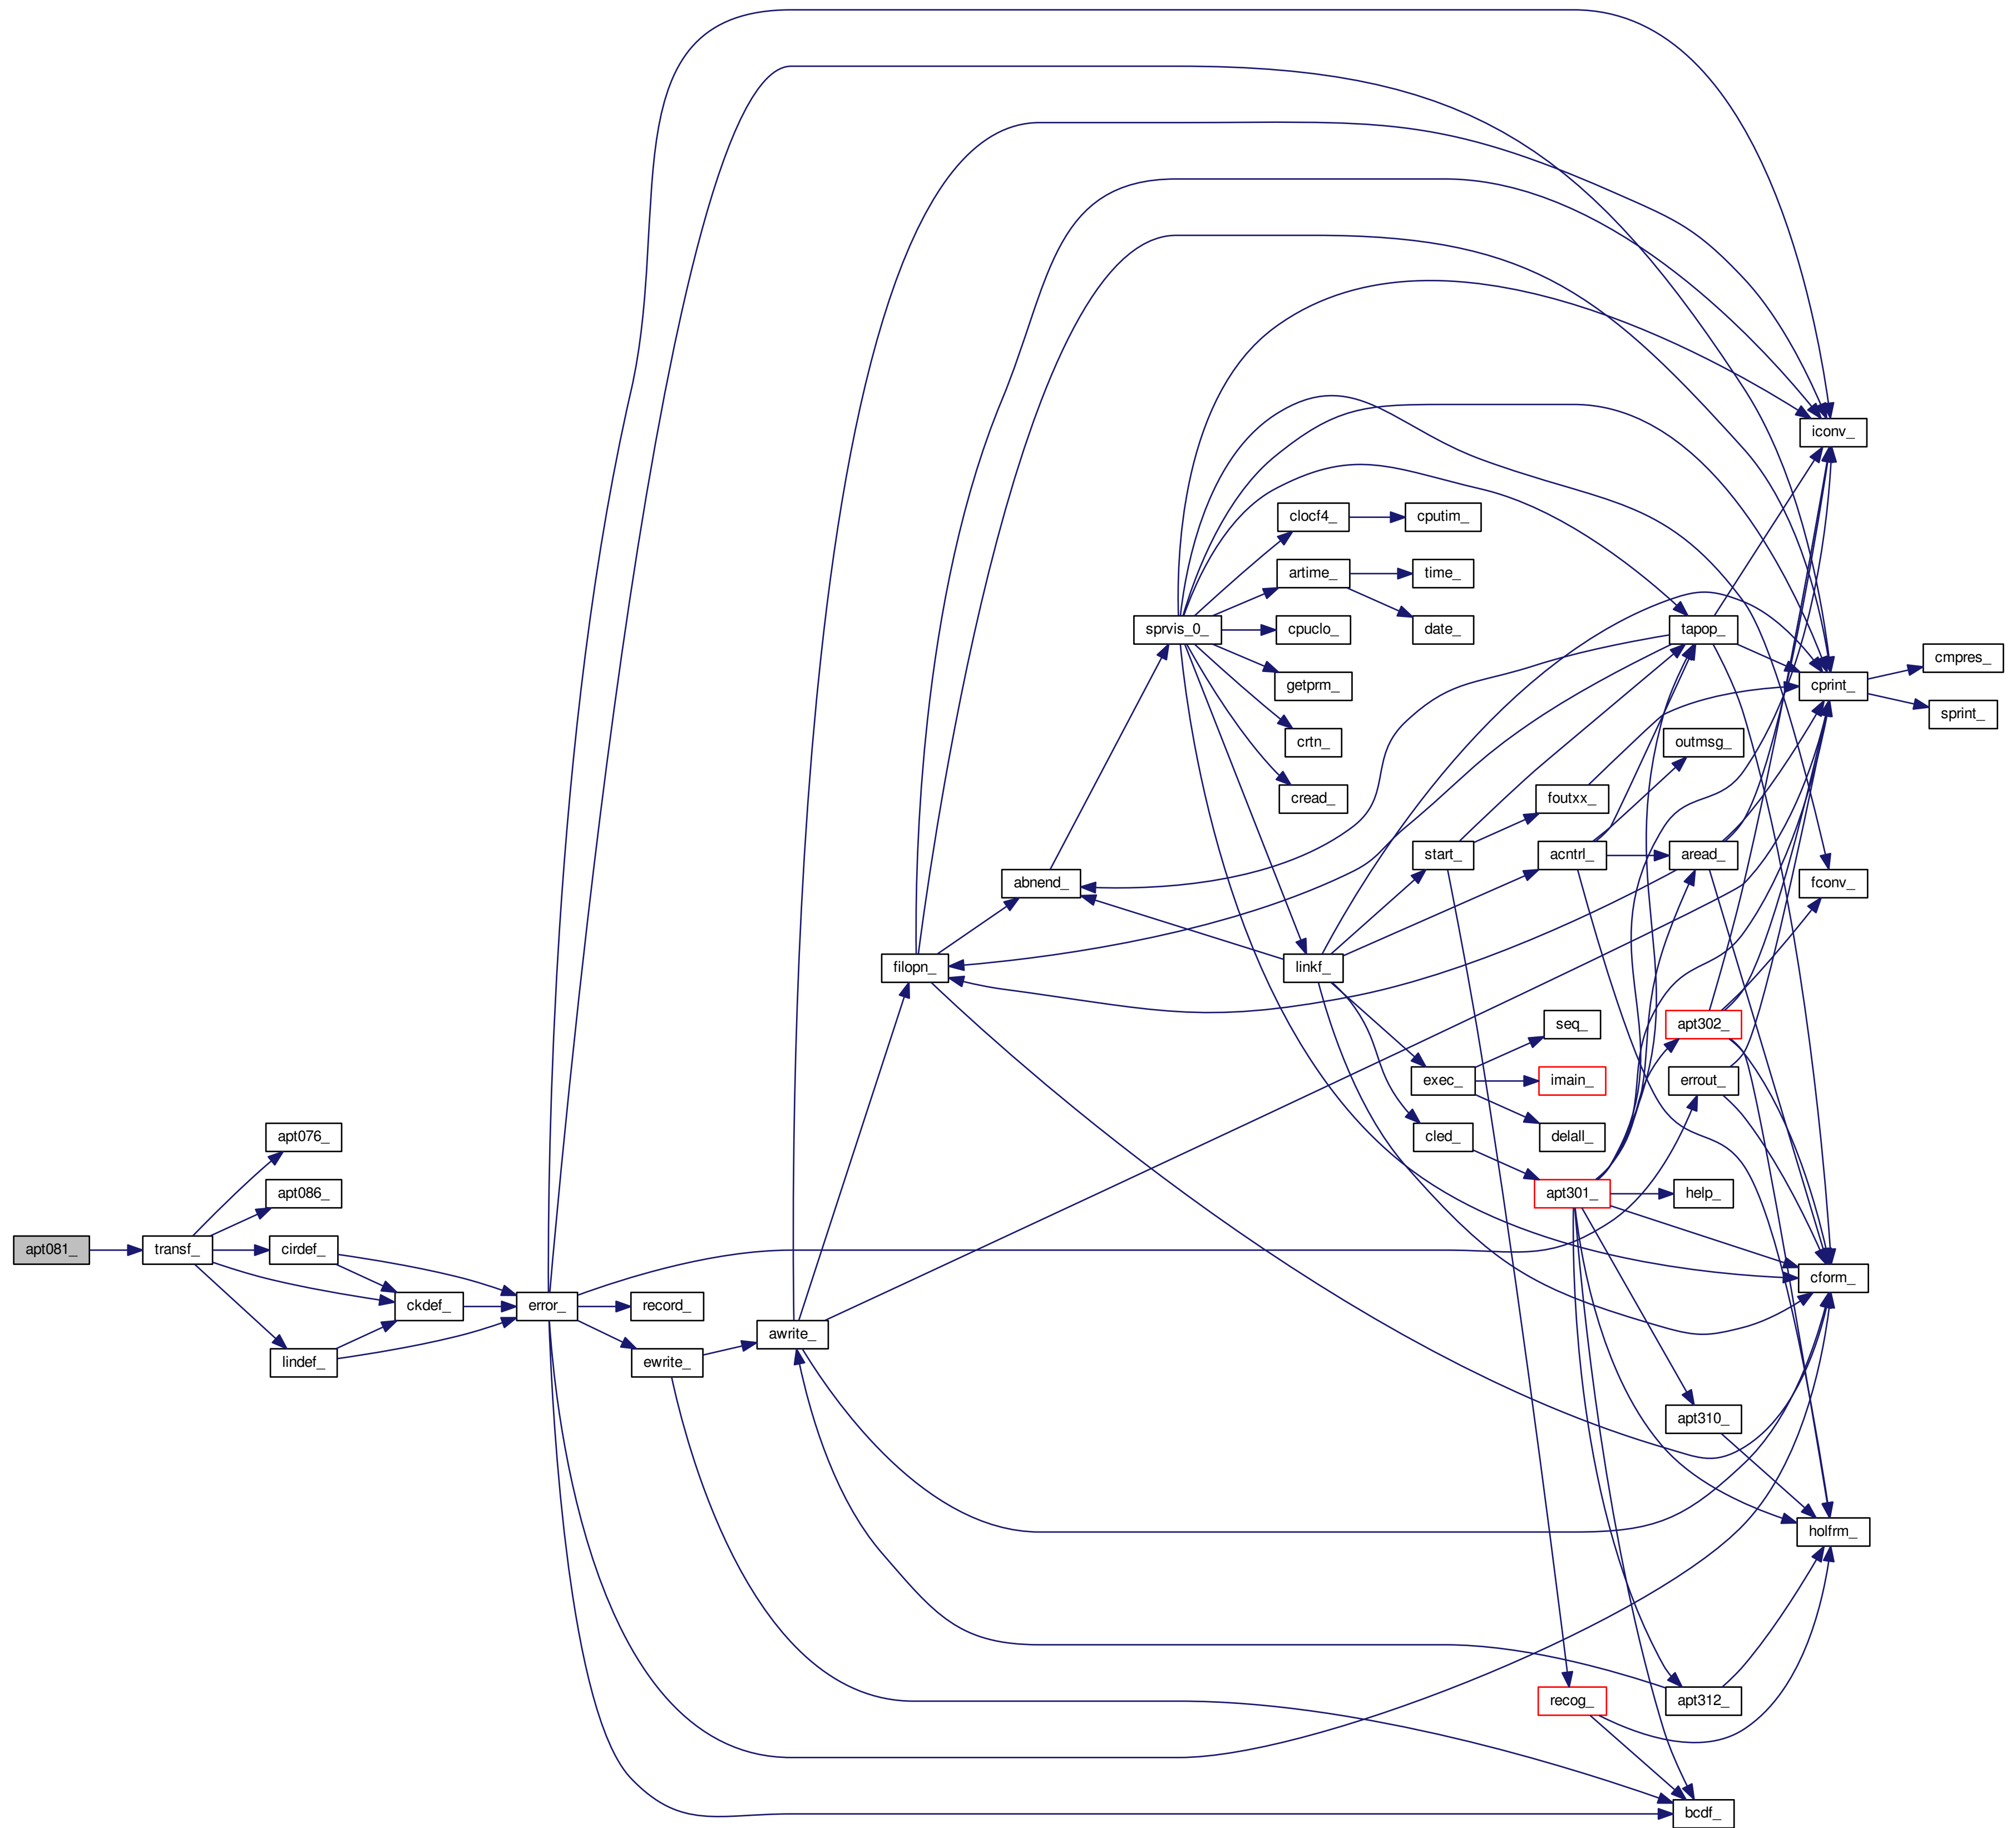 iconv_
clocf4_
cputim_
artime_
time_
sprvis_0_
cpuclo_
date_
tapop_
cmpres_
getprm_
cprint_
sprint_
crtn_
outmsg_
cread_
foutxx_
start_
acntrl_
aread_
abnend_
fconv_
filopn_
linkf_
seq_
apt302_
exec_
imain_
errout_
apt076_
cled_
delall_
apt086_
apt301_
help_
apt081_
transf_
cirdef_
cform_
ckdef_
error_
record_
awrite_
lindef_
ewrite_
apt310_
holfrm_
recog_
apt312_
bcdf_